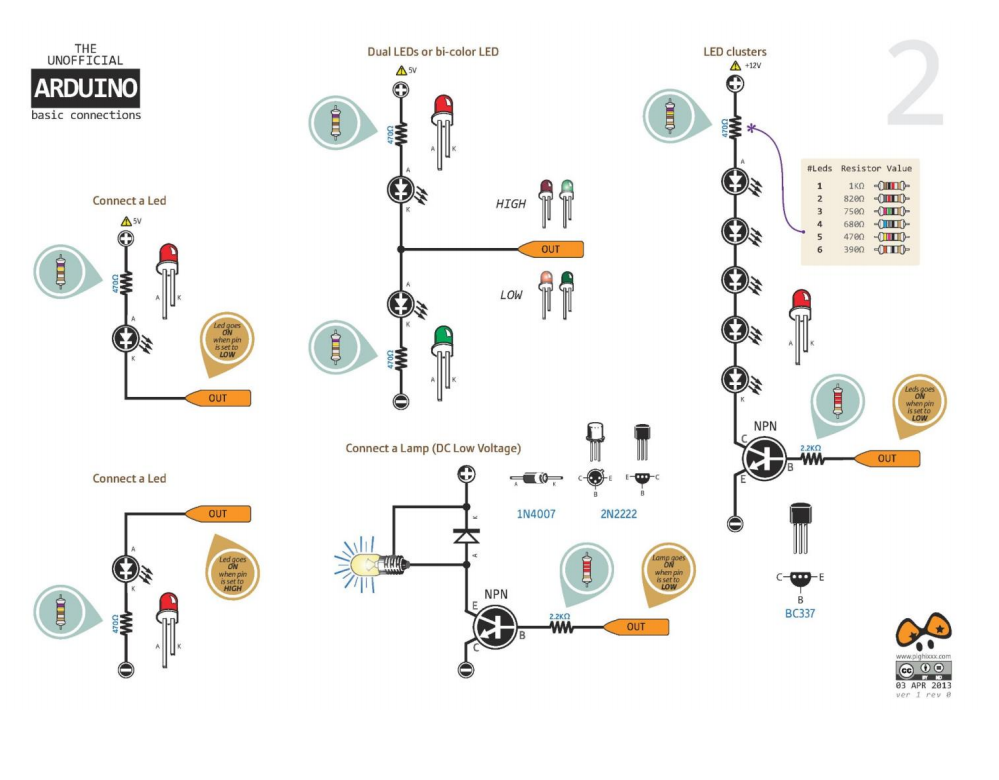 THE
UNOFFICIAL
ARDUINO
basic connections
2
Connect a Led
5V
470Ω
A K
A
K
Led goes
ON
when pin
is set to
LOW
OUT
Connect a Led
OUT
A
K
Led goes
ON
when pin
is set to
HIGH
470Ω
A K
Dual LEDs or bi-color LED
5V
470Ω
A K
A
K
HIGH
OUT
LOW
A
K
470Ω
A K
Connect a Lamp (DC Low Voltage)
K
A
A K
1N4007
C E
B
E C
B
2N2222
E
NPN
C
B
2.2KΩ
Lamp goes
ON
when pin
is set to
LOW
OUT
LED clusters
+12V
470Ω
*
#Leds Resistor Value
1 1KΩ
2 820Ω
3 750Ω
4 680Ω
5 470Ω
6 390Ω
A
K
A K
C
NPN
E
B
2.2KΩ
Leds goes
ON
when pin
is set to
LOW
OUT
C E
B
BC337
www.pighixxx.com
cc
BY ND
03 APR 2013
ver 1 rev 0